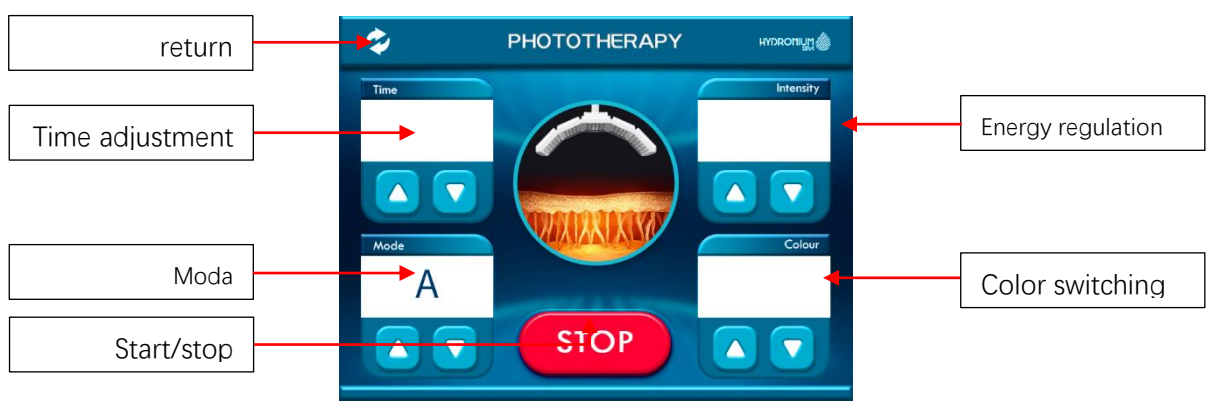 return
PHOTOTHERAPY
HYDRONIUM
Time
Intensity
Time adjustment
Energy regulation
Mode
Colour
Moda
A
Color switching
Start/stop
STOP